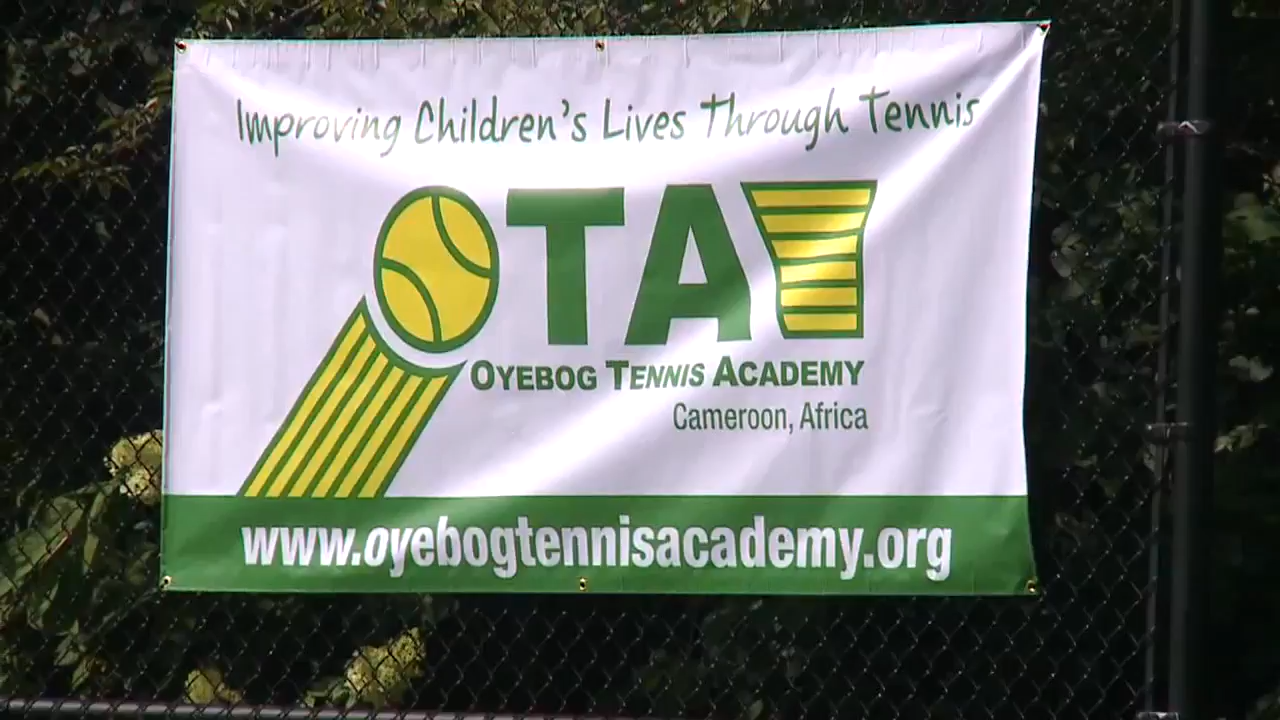 Improving Children's Lives Through Tennis
OTA
OYEBOG TENNIS ACADEMY
Cameroon, Africa
www.oyebogtennisacademy.org